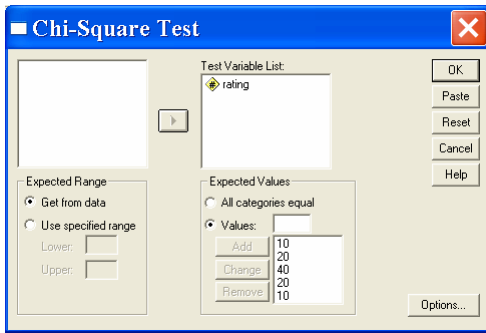 Chi-Square Test
Test Variable List:
rating
OK
Paste
Reset
Cancel
Help
Expected Range
Get from data
Use specified range
Lower:
Upper:
Expected Values
All categories equal
Values:
Add
Change
Remove
10
20
40
20
10
Options...